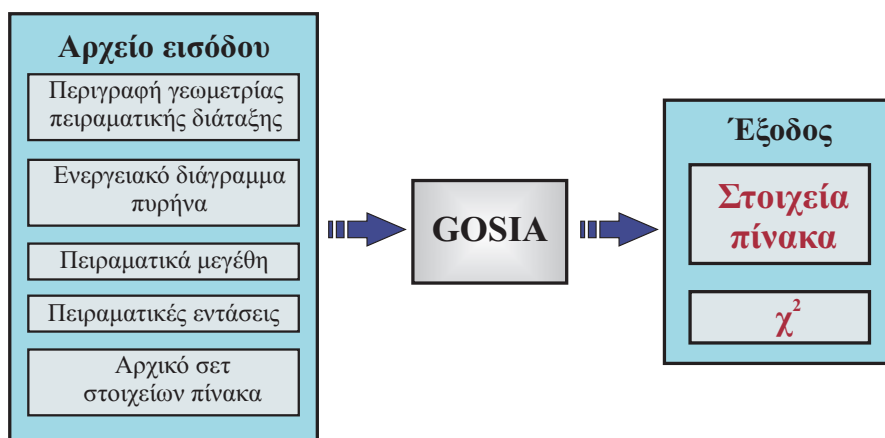 Αρχείο εισόδου
Περιγραφή γεωμετρίας
πειραματικής διάταξης
Ενεργειακό διάγραμμα
πυρήνα
Πειραματικά μεγέθη
Πειραματικές εντάσεις
Αρχικό σετ
στοιχείων πίνακα
GOSIA
Έξοδος
Στοιχεία
πίνακα
χ²